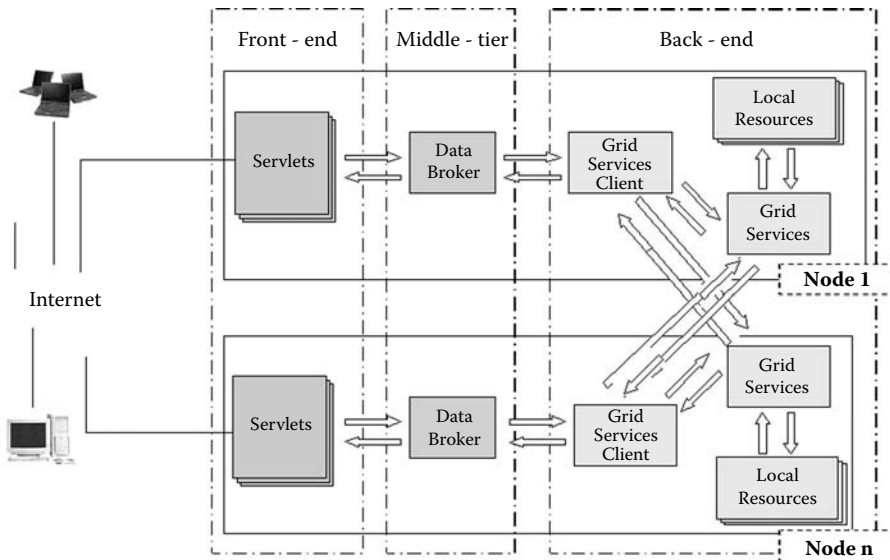 Front - end
Middle - tier
Back - end
Local
Resources
Servlets
Data
Broker
Grid
Services
Client
Grid
Services
Node 1
Internet
Grid
Services
Servlets
Data
Broker
Grid
Services
Client
Local
Resources
Node n